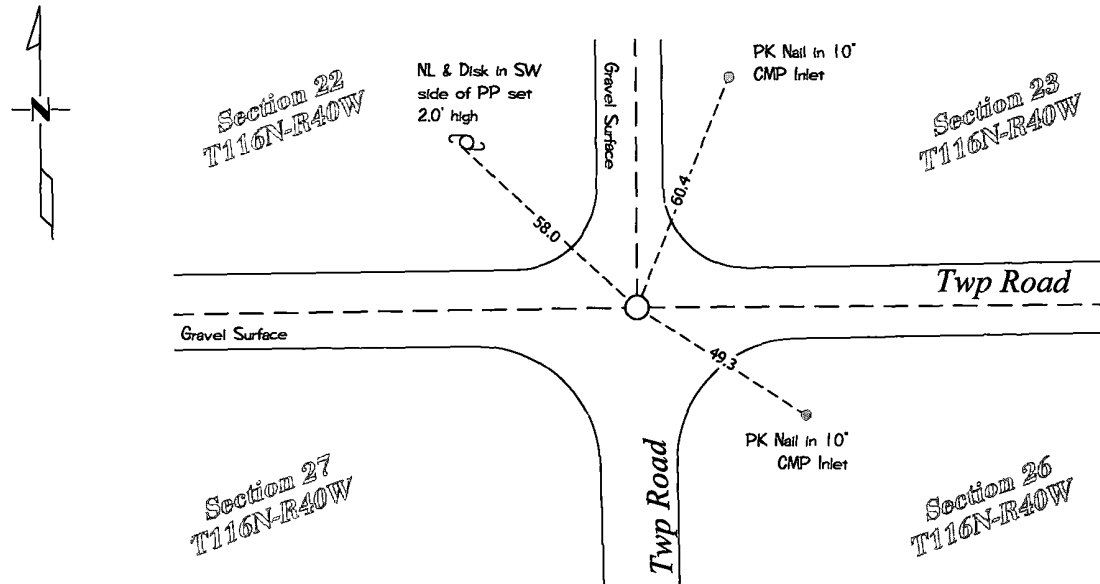 N
Section 22
T116N-R40W
NL & Disk in SW
side of PP set
2.0' high
Gravel Surface
PK Nail in 10"
CMP Inlet
Section 23
T116N-R40W
58.0
60.4
Twp Road
Gravel Surface
49.3
PK Nail in 10"
CMP Inlet
Section 27
T116N-R40W
Twp Road
Section 26
T116N-R40W